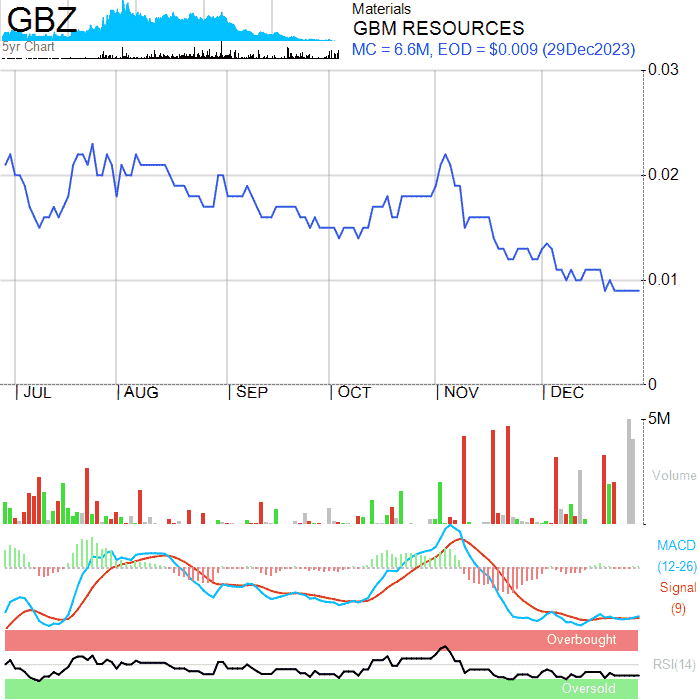 GBZ
5yr Chart
Materials
GBM RESOURCES
MC = 6.6M, EOD = $0.009 (29Dec2023)
0.03
0.02
0.01
0
JUL AUG SEP OCT NOV DEC
5M
Volume
MACD
(12-26)
Signal
(9)
Overbought
RSI(14)
Oversold